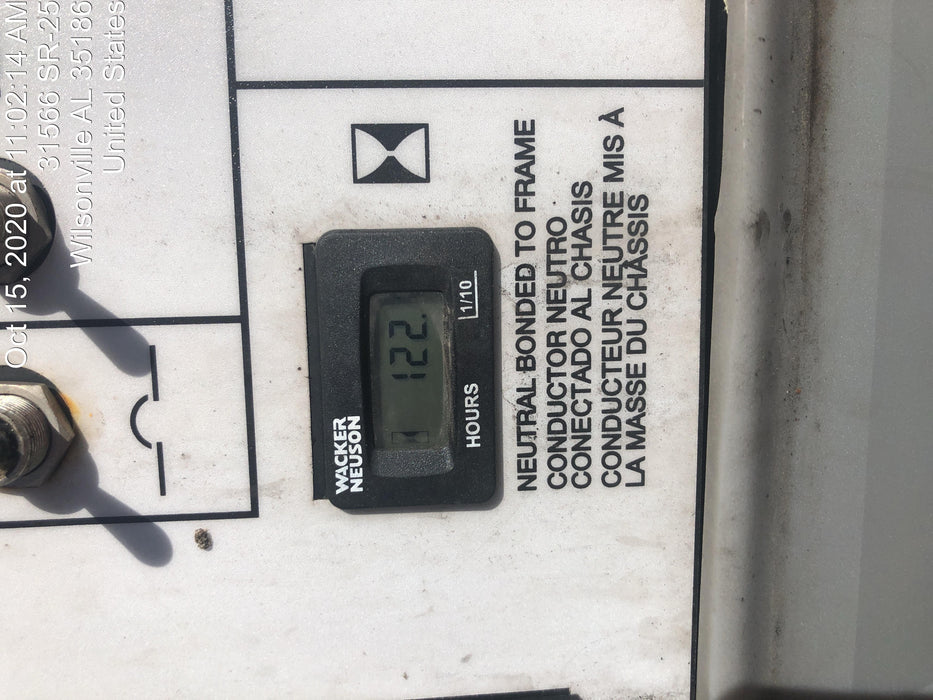 Oct 15, 2020 at 11:02:14 AM
31566 SR-25
Wilsonville AL 35186
United States
WACKER
NEUSON
122.
HOURS 1/10
NEUTRAL BONDED TO FRAME
CONDUCTOR NEUTRO
CONECTADO AL CHASIS
CONDUCTEUR NEUTRE MIS À
LA MASSE DU CHÂSSIS